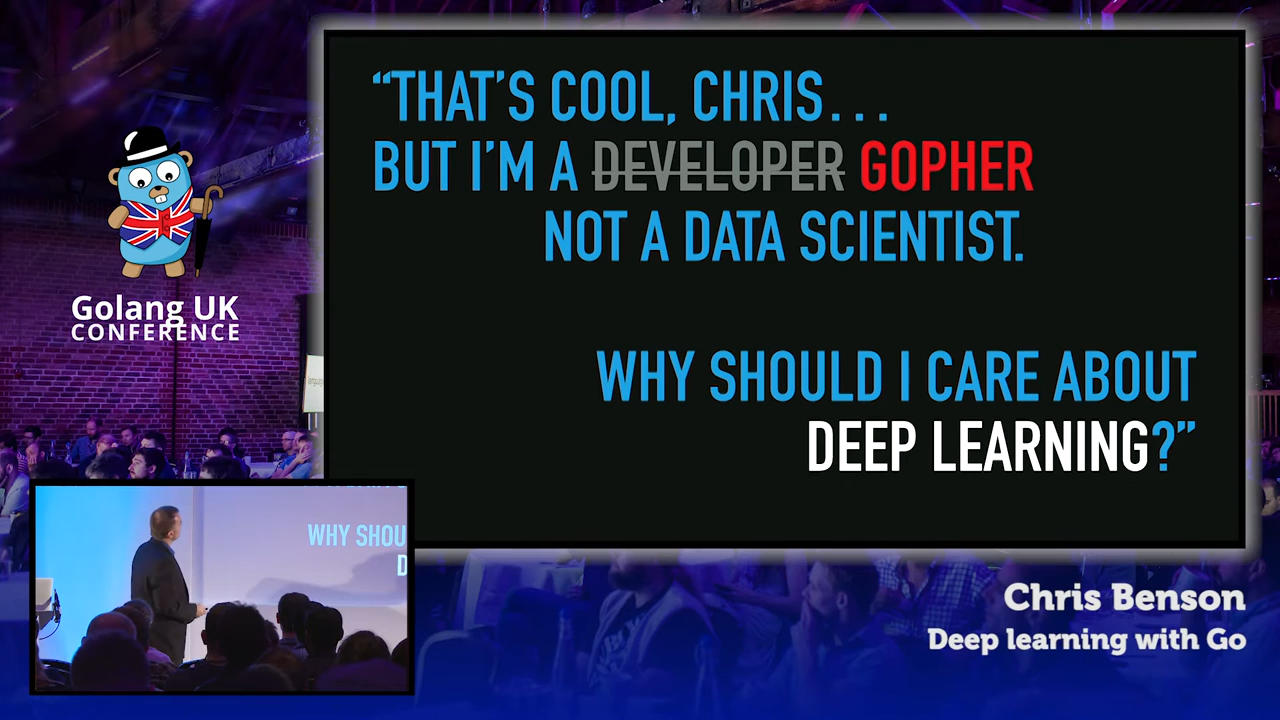 “THAT’S COOL, CHRIS...
BUT I’M A DEVELOPER GOPHER
NOT A DATA SCIENTIST.
WHY SHOULD I CARE ABOUT
DEEP LEARNING?”
Golang UK
CONFERENCE
WHY SHOU
D
Chris Benson
Deep learning with Go